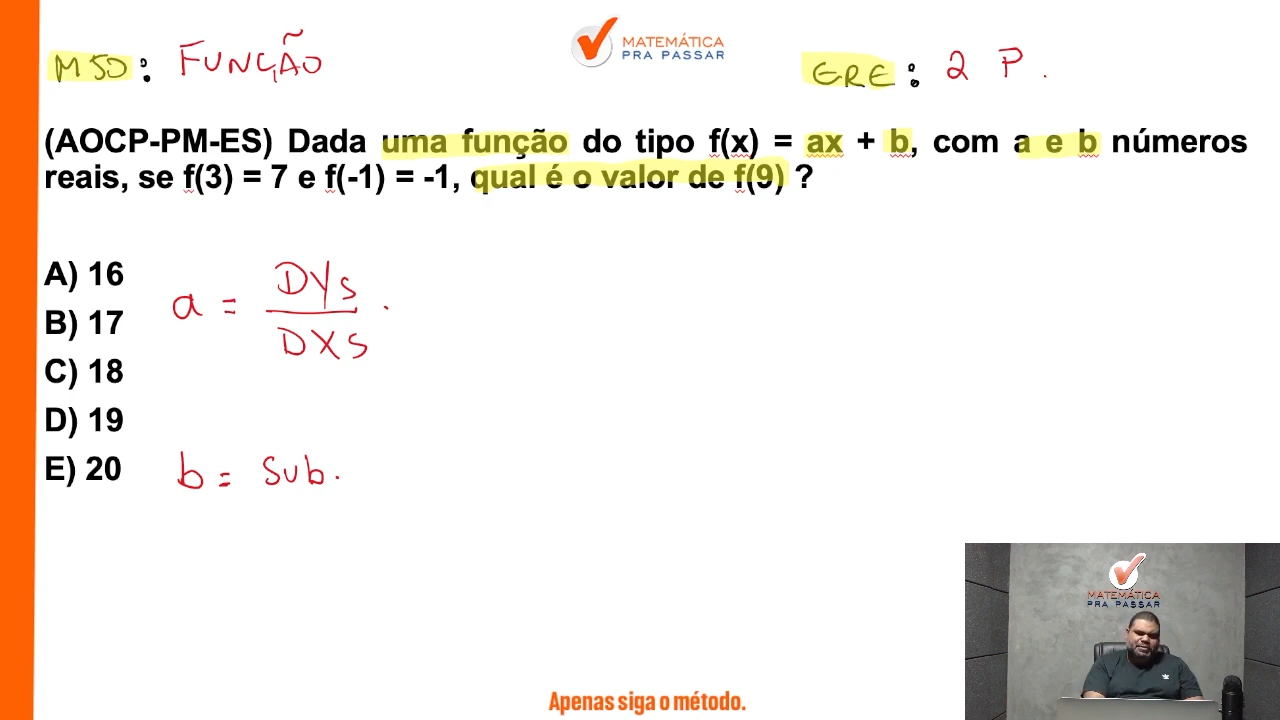 MATEMÁTICA
PRA PASSAR
MSD: FUNÇÃO
GRE: 2 P.
(AOCP-PM-ES) Dada uma função do tipo f(x) = ax + b, com a e b números
reais, se f(3) = 7 e f(-1) = -1, qual é o valor de f(9) ?
A) 16
B) 17
C) 18
D) 19
E) 20
a = DYs / DXS .
b = Sub.
MATEMÁTICA
PRA PASSAR
Apenas siga o método.